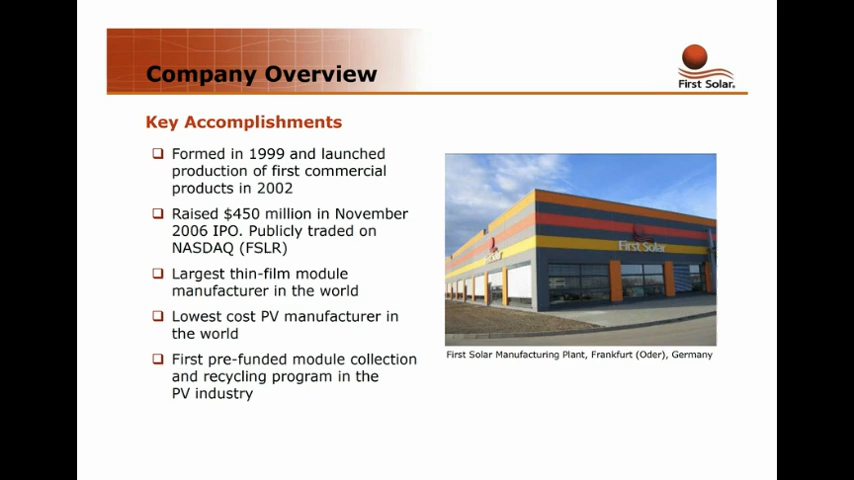 Company Overview
First Solar.
Key Accomplishments
Formed in 1999 and launched
production of first commercial
products in 2002
Raised $450 million in November
2006 IPO. Publicly traded on
NASDAQ (FSLR)
Largest thin-film module
manufacturer in the world
Lowest cost PV manufacturer in
the world
First pre-funded module collection
and recycling program in the
PV industry
First Solar
First Solar Manufacturing Plant, Frankfurt (Oder), Germany